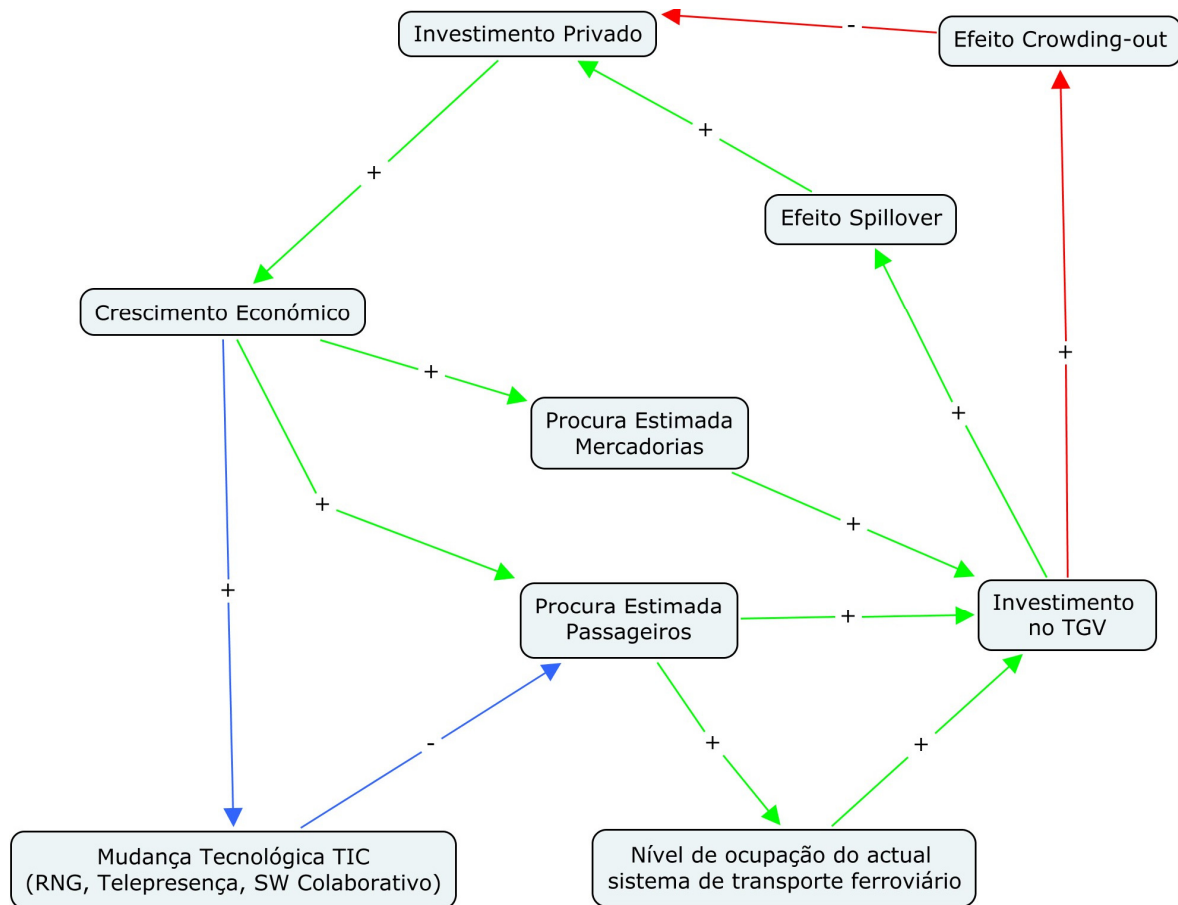 Investimento Privado
-
Efeito Crowding-out
+
+
Efeito Spillover
Crescimento Económico
+
+
+
Procura Estimada
Mercadorias
+
+
+
Procura Estimada
Passageiros
+
Investimento
no TGV
-
+
+
Mudança Tecnológica TIC
(RNG, Telepresença, SW Colaborativo)
Nível de ocupação do actual
sistema de transporte ferroviário